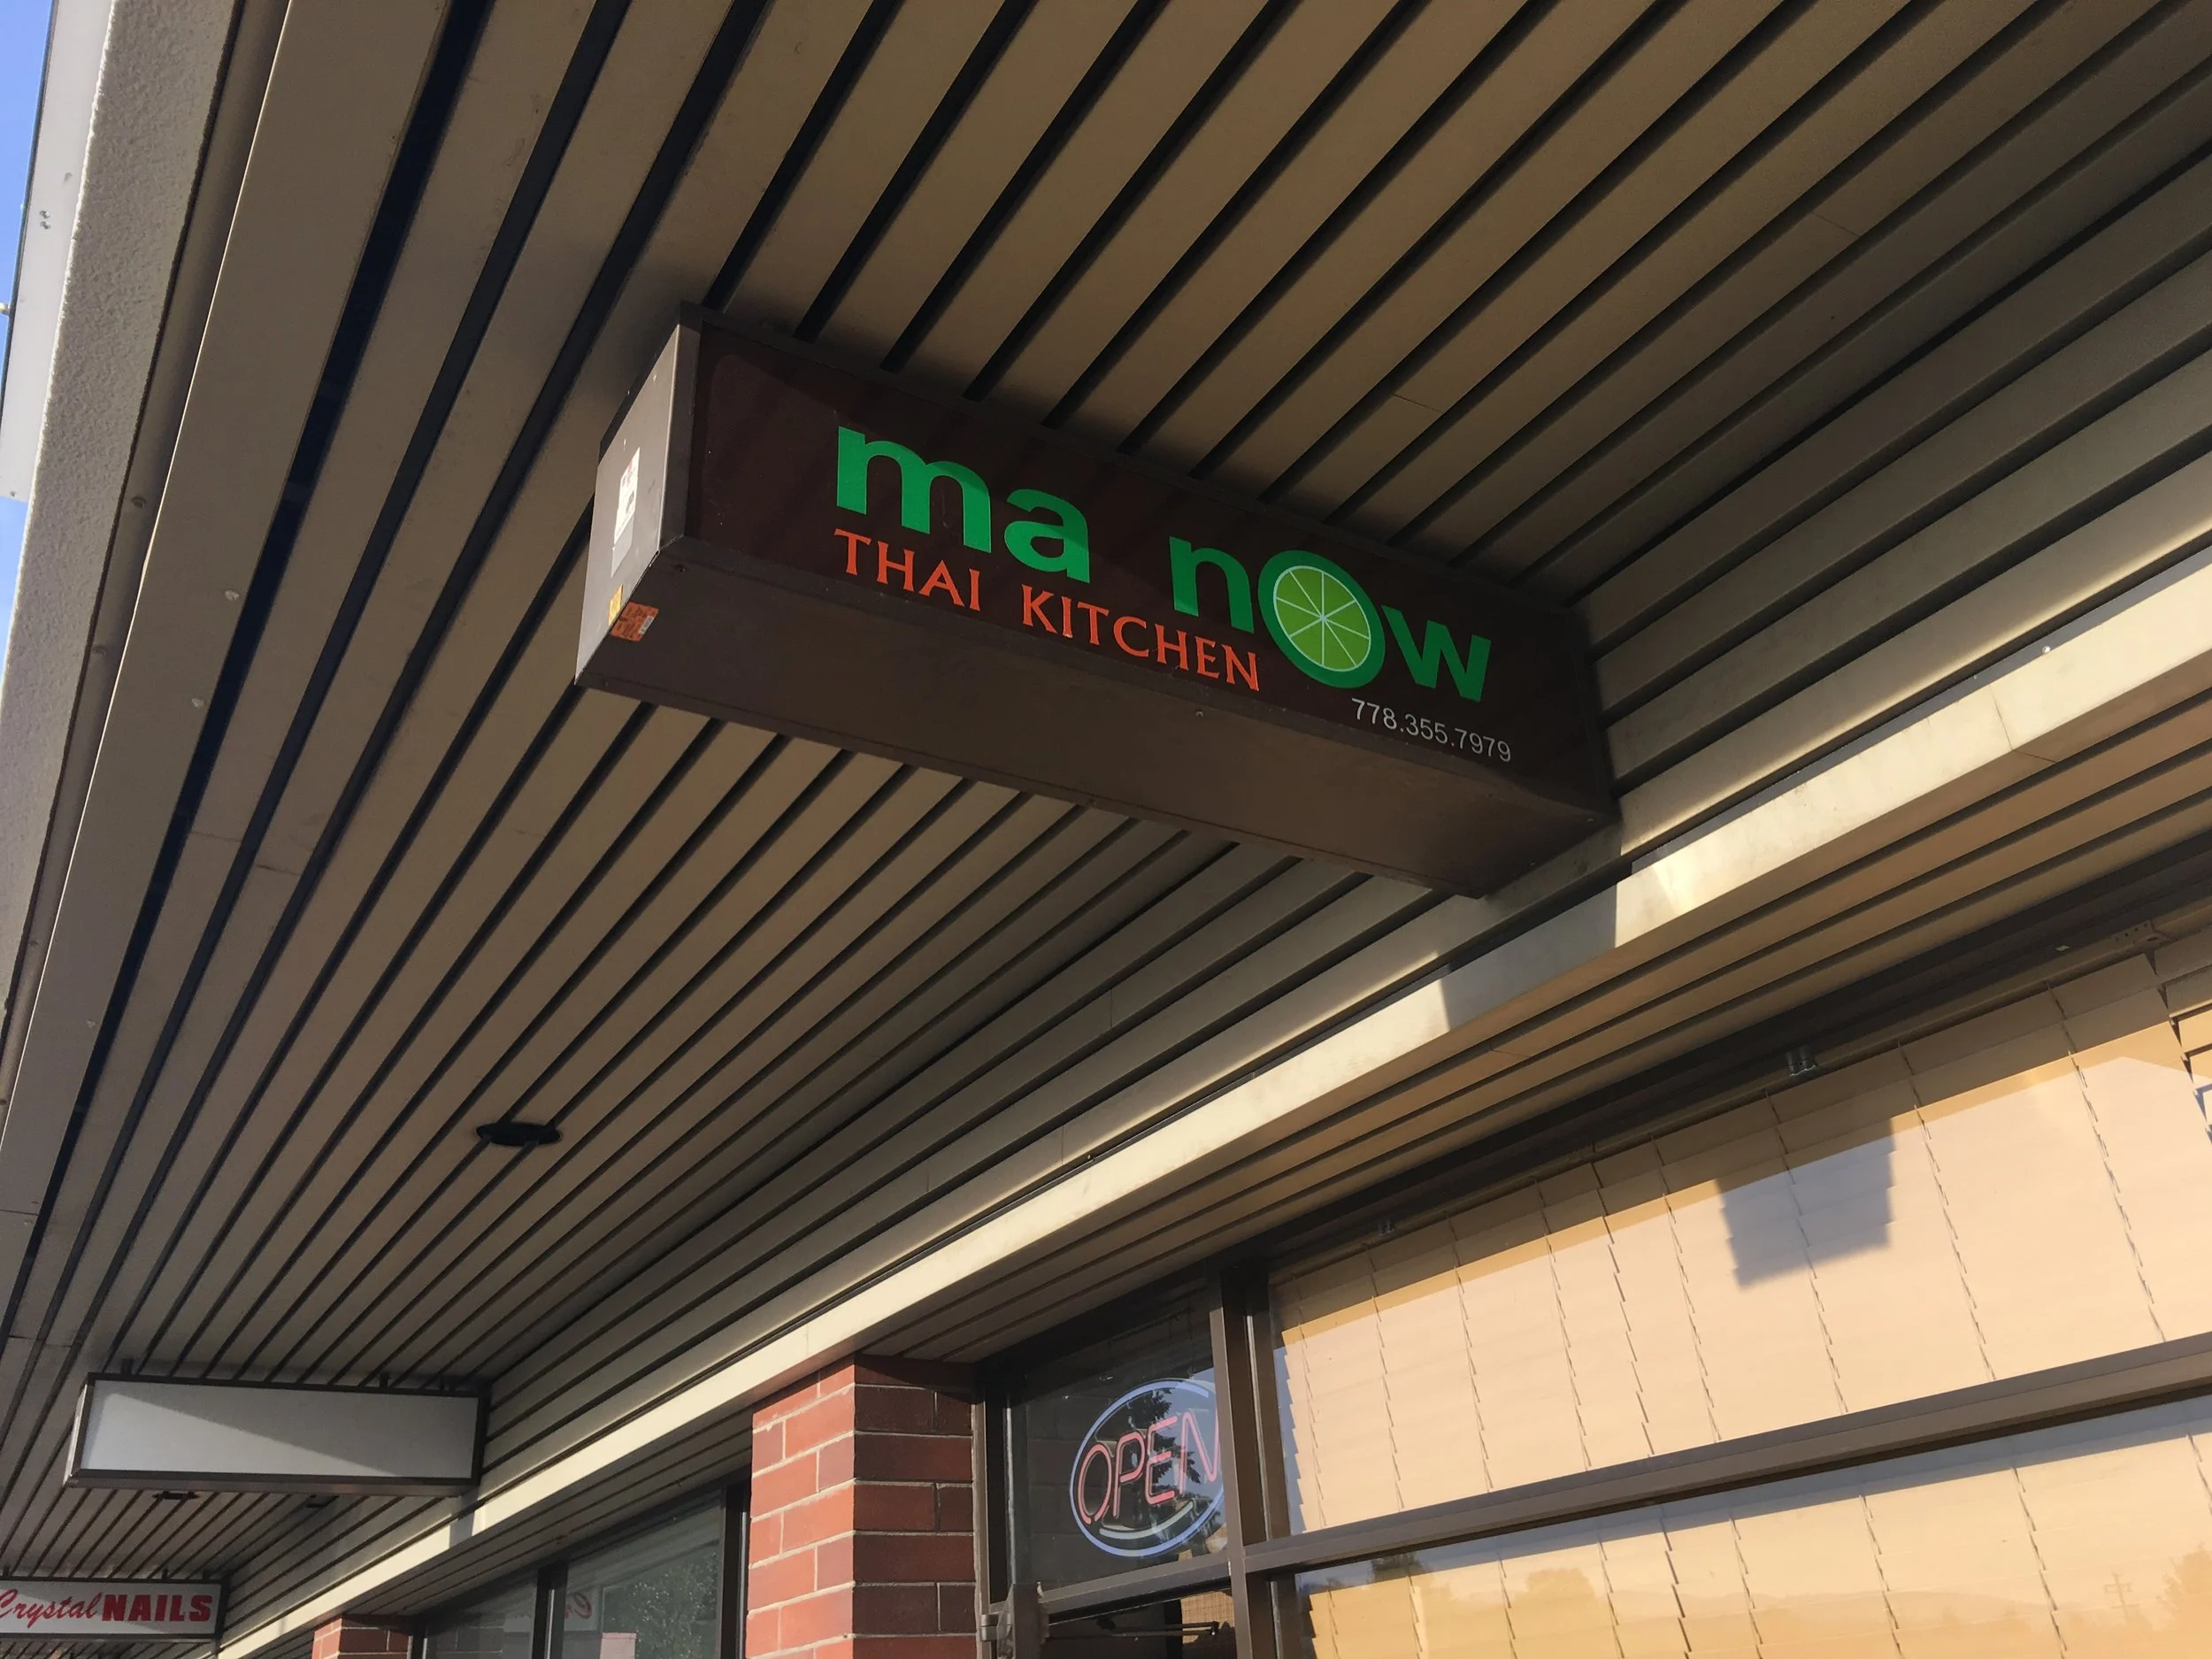 ma nOw
THAI KITCHEN
778.355.7979
OPEN
Crystal NAILS